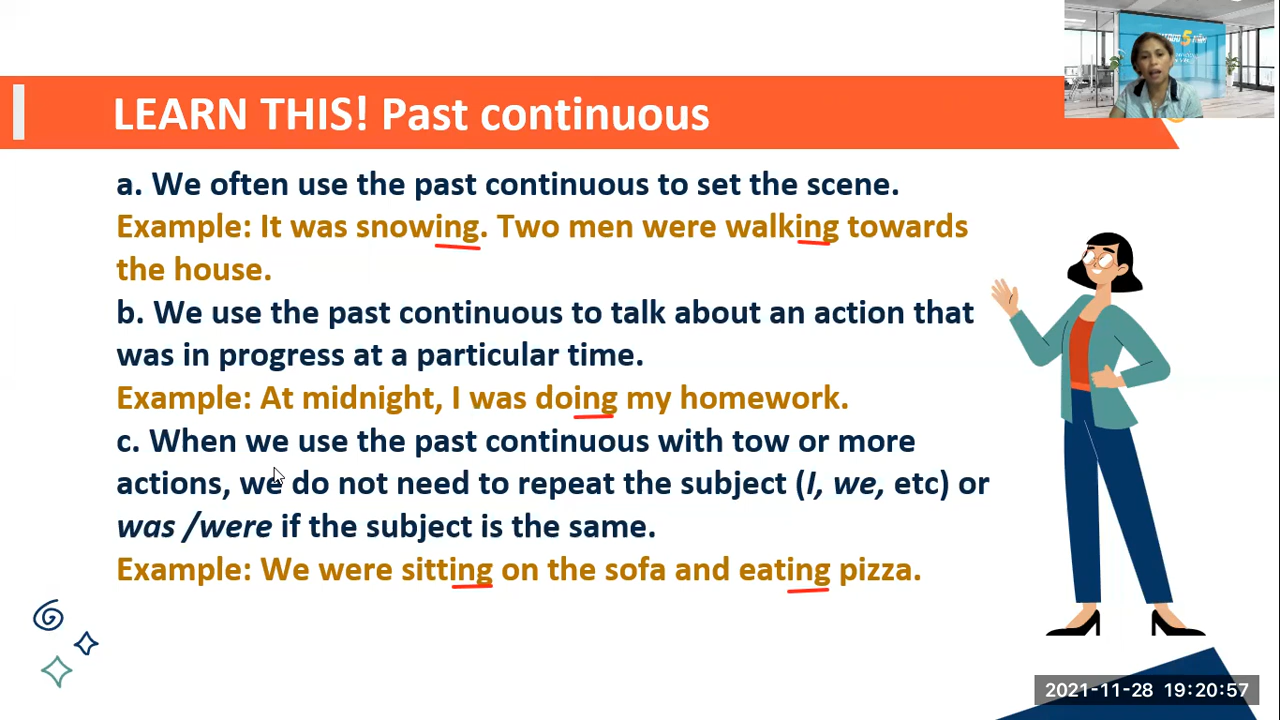 LEARN THIS! Past continuous
a. We often use the past continuous to set the scene.
Example: It was snowing. Two men were walking towards
the house.
b. We use the past continuous to talk about an action that
was in progress at a particular time.
Example: At midnight, I was doing my homework.
c. When we use the past continuous with tow or more
actions, we do not need to repeat the subject (I, we, etc) or
was /were if the subject is the same.
Example: We were sitting on the sofa and eating pizza.
2021-11-28 19:20:57